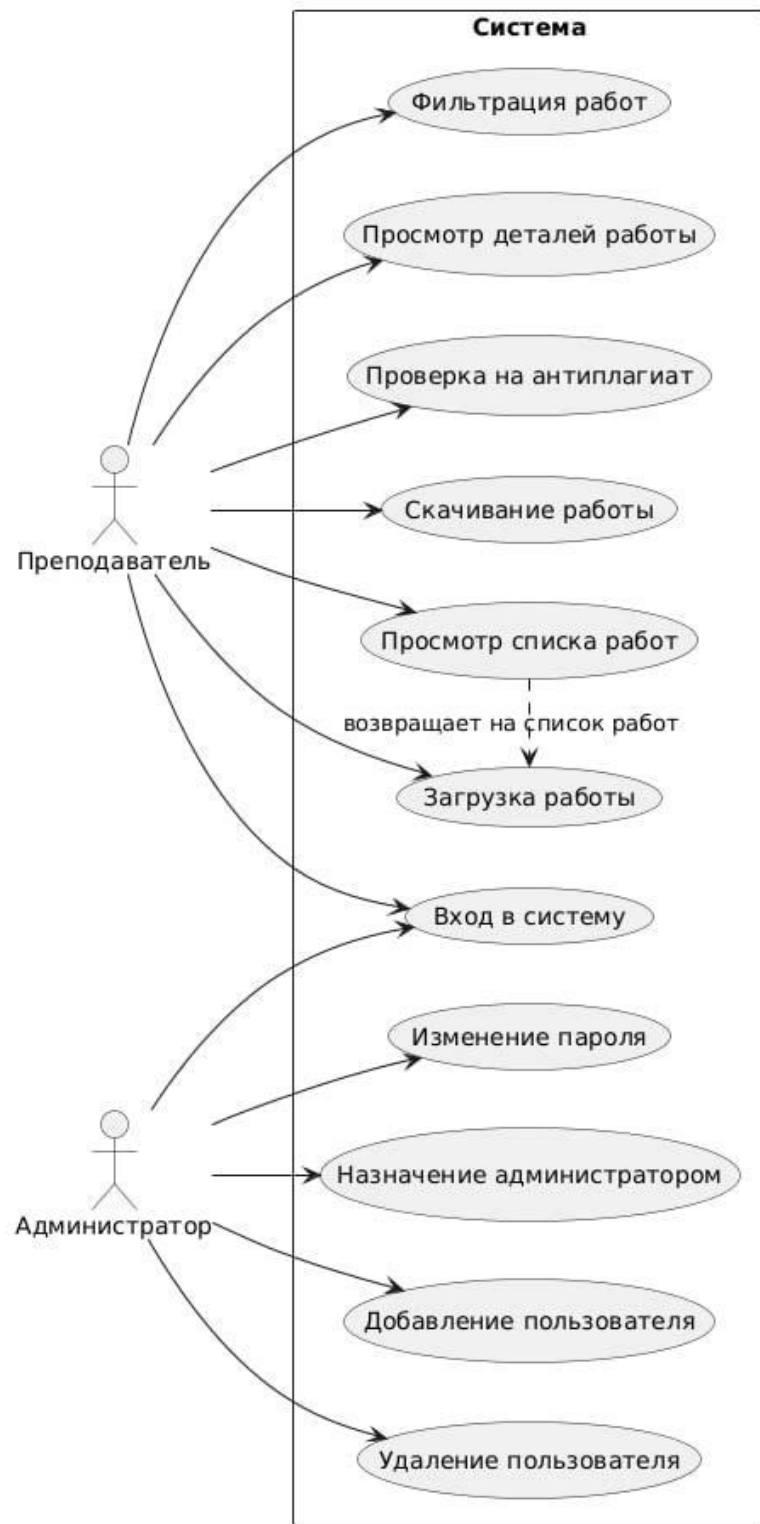 Система
Фильтрация работ
Просмотр деталей работы
Проверка на антиплагиат
Скачивание работы
Преподаватель
Просмотр списка работ
возвращает на список работ
Загрузка работы
Вход в систему
Изменение пароля
Назначение администратором
Администратор
Добавление пользователя
Удаление пользователя